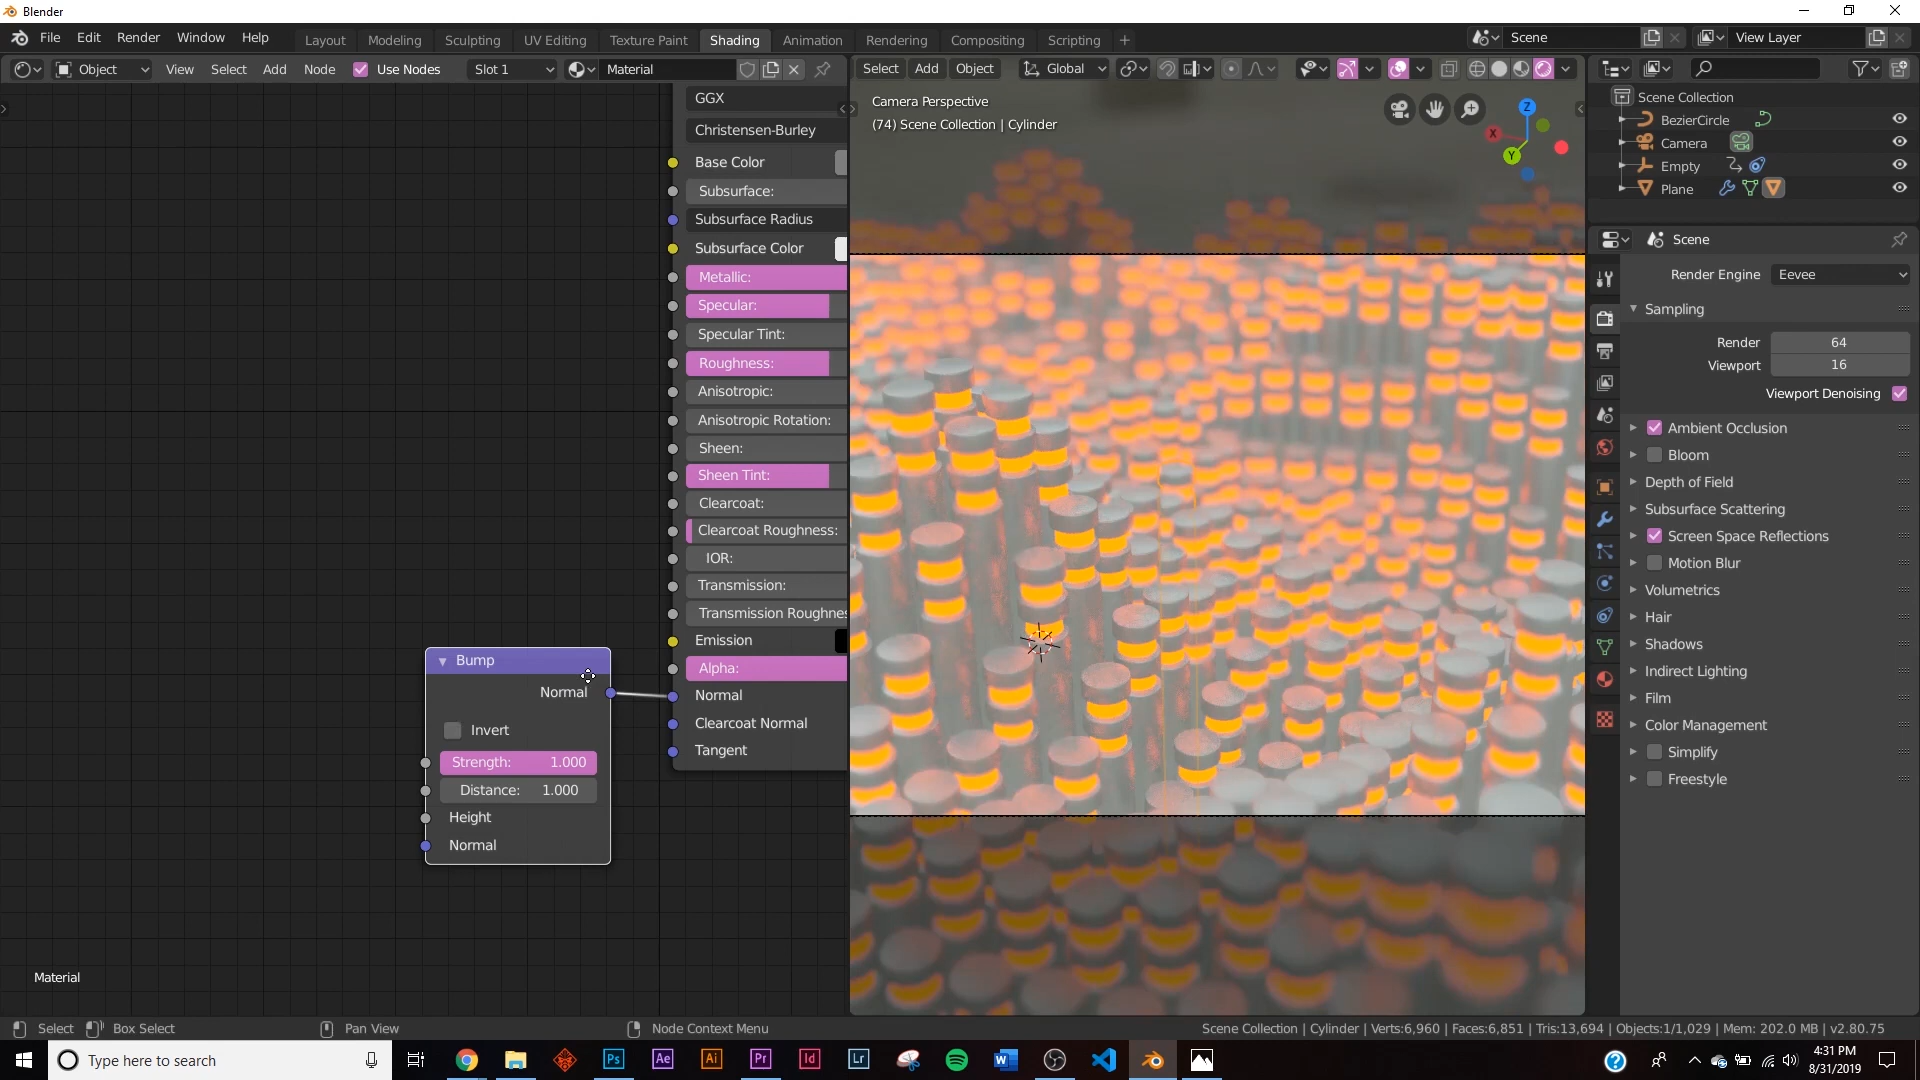 Blender
File Edit Render Window Help
Layout Modeling Sculpting UV Editing Texture Paint Shading Animation Rendering Compositing Scripting +
Scene
View Layer
Object View Select Add Node Use Nodes Slot 1 Material
Select Add Object Global
GGX
Christensen-Burley
Base Color
Subsurface:
Subsurface Radius
Subsurface Color
Metallic:
Specular:
Specular Tint:
Roughness:
Anisotropic:
Anisotropic Rotation:
Sheen:
Sheen Tint:
Clearcoat:
Clearcoat Roughness:
IOR:
Transmission:
Transmission Roughnes
Emission
Alpha:
Normal
Clearcoat Normal
Tangent
Bump
Normal
Invert
Strength: 1.000
Distance: 1.000
Height
Normal
Material
Camera Perspective
(74) Scene Collection | Cylinder
Z
X
Y
Scene Collection
BezierCircle
Camera
Empty
Plane
Scene
Render Engine Eevee
Sampling
Render 64
Viewport 16
Viewport Denoising
Ambient Occlusion
Bloom
Depth of Field
Subsurface Scattering
Screen Space Reflections
Motion Blur
Volumetrics
Hair
Shadows
Indirect Lighting
Film
Color Management
Simplify
Freestyle
Select Box Select Pan View Node Context Menu
Scene Collection | Cylinder | Verts:6,960 | Faces:6,851 | Tris:13,694 | Objects:1/1,029 | Mem: 202.0 MB | v2.80.75
Type here to search
Ps Ae Ai Pr Id Lr W
4:31 PM
8/31/2019